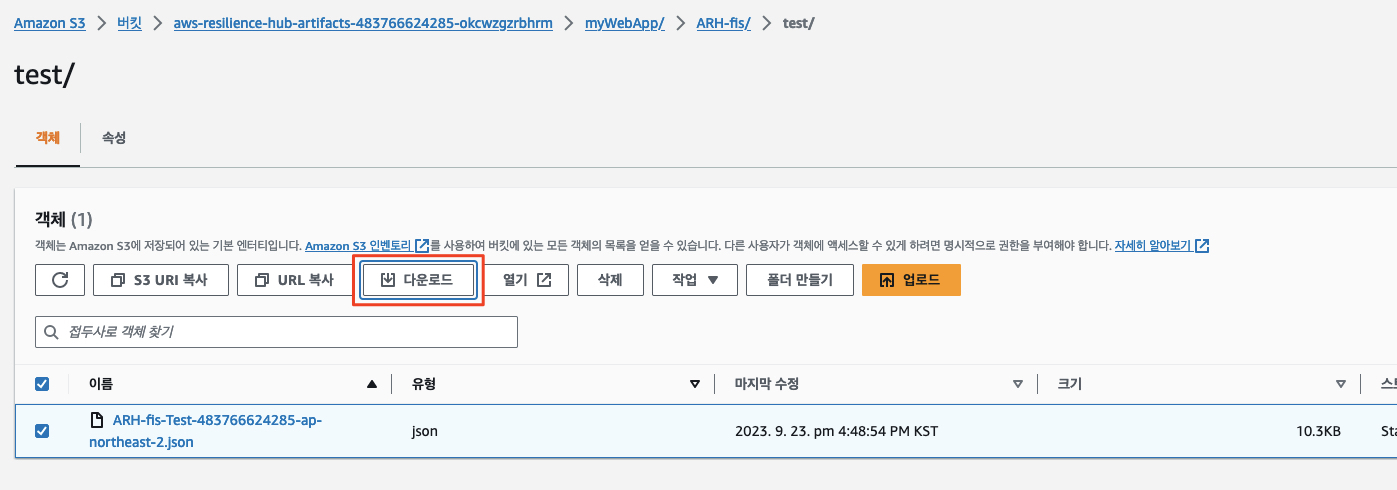 Amazon S3 > 버킷 > aws-resilience-hub-artifacts-483766624285-okcwzgzrbhrm > myWebApp/ > ARH-fis/ > test/
test/
객체 속성
객체 (1)
객체는 Amazon S3에 저장되어 있는 기본 엔터티입니다. Amazon S3 인벤토리를 사용하여 버킷에 있는 모든 객체의 목록을 얻을 수 있습니다. 다른 사용자가 객체에 액세스할 수 있게 하려면 명시적으로 권한을 부여해야 합니다. 자세히 알아보기
S3 URI 복사 URL 복사 다운로드 열기 삭제 작업 폴더 만들기 업로드
접두사로 객체 찾기
이름 유형 마지막 수정 크기
ARH-fis-Test-483766624285-ap-
northeast-2.json json 2023. 9. 23. pm 4:48:54 PM KST 10.3KB